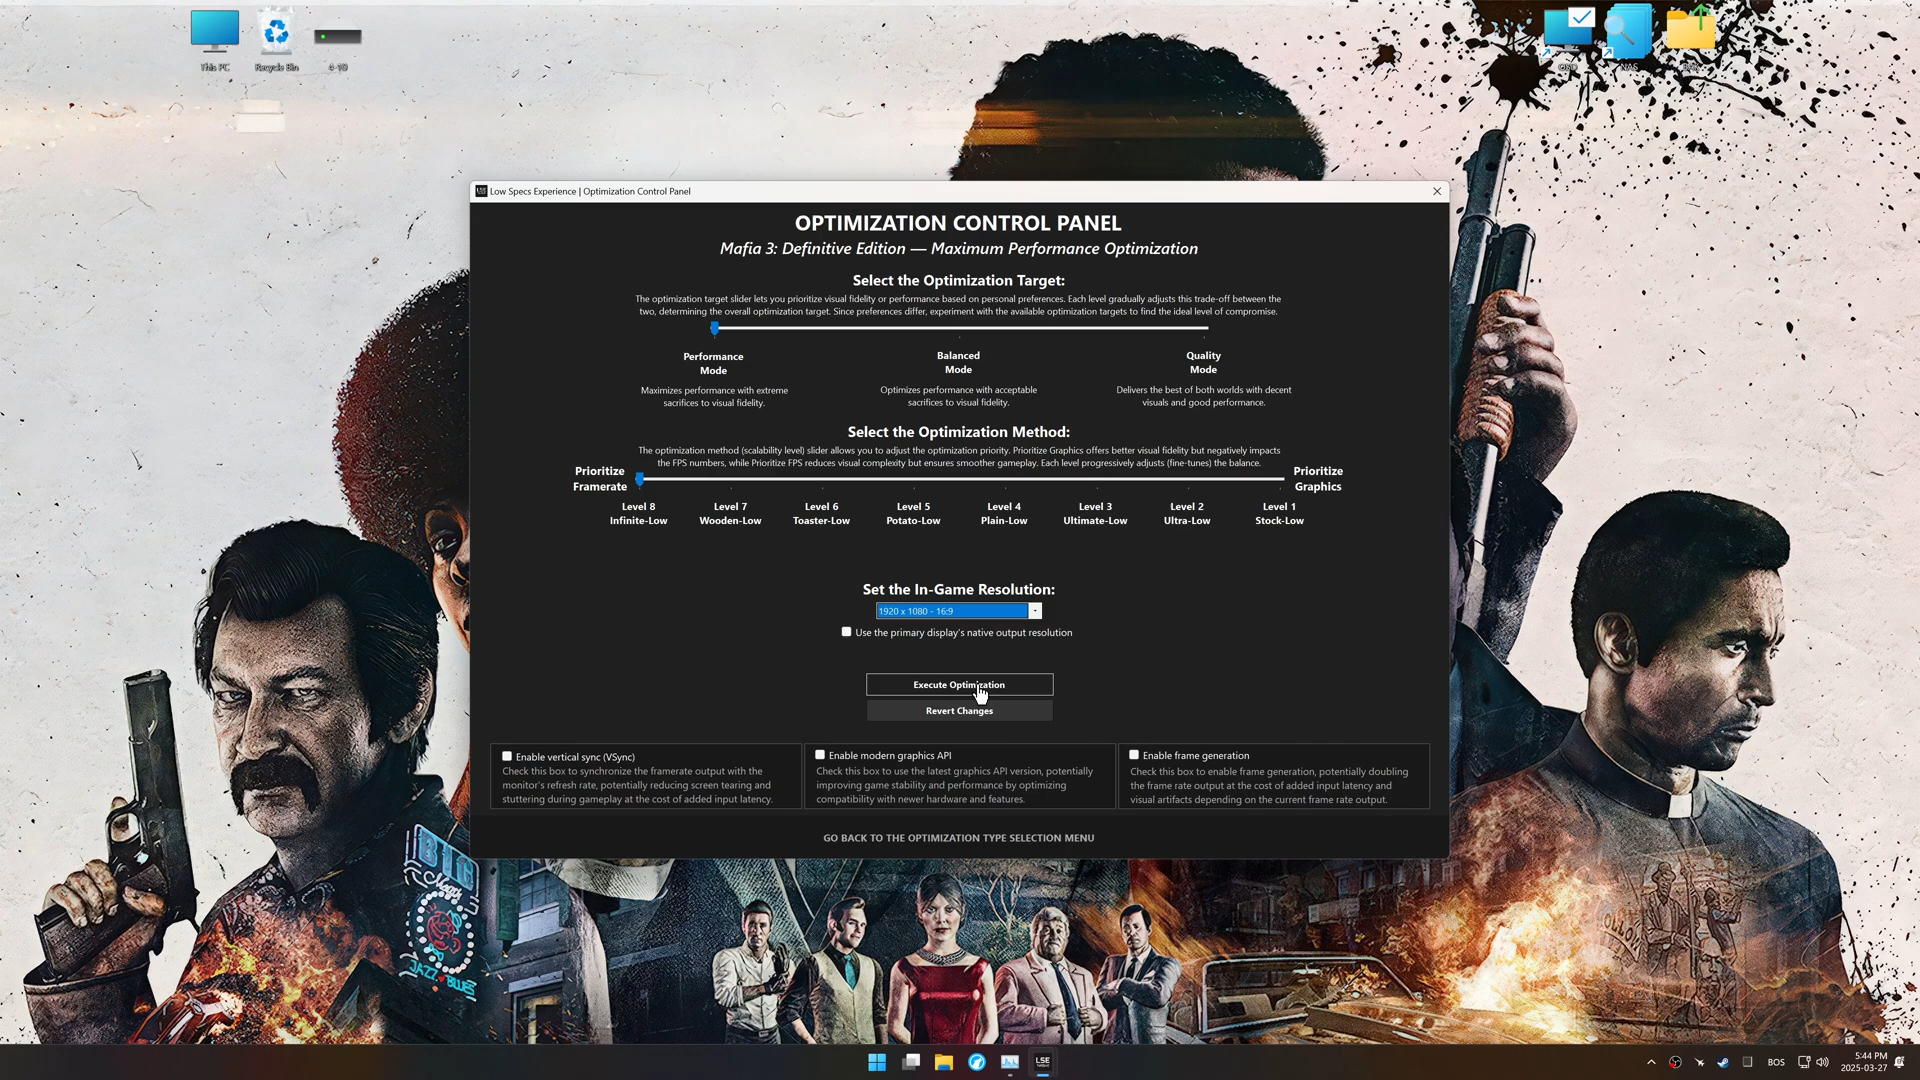 This PC
Recycle Bin
4-10
NAS
Low Specs Experience | Optimization Control Panel
OPTIMIZATION CONTROL PANEL
Mafia 3: Definitive Edition — Maximum Performance Optimization
Select the Optimization Target:
The optimization target slider lets you prioritize visual fidelity or performance based on personal preferences. Each level gradually adjusts this trade-off between the
two, determining the overall optimization target. Since preferences differ, experiment with the available optimization targets to find the ideal level of compromise.
Performance
Mode
Balanced
Mode
Quality
Mode
Maximizes performance with extreme
sacrifices to visual fidelity.
Optimizes performance with acceptable
sacrifices to visual fidelity.
Delivers the best of both worlds with decent
visuals and good performance.
Select the Optimization Method:
The optimization method (scalability level) slider allows you to adjust the optimization priority. Prioritize Graphics offers better visual fidelity but negatively impacts
the FPS numbers, while Prioritize FPS reduces visual complexity but ensures smoother gameplay. Each level progressively adjusts (fine-tunes) the balance.
Prioritize
Framerate
Prioritize
Graphics
Level 8
Infinite-Low
Level 7
Wooden-Low
Level 6
Toaster-Low
Level 5
Potato-Low
Level 4
Plain-Low
Level 3
Ultimate-Low
Level 2
Ultra-Low
Level 1
Stock-Low
Set the In-Game Resolution:
1920 x 1080 - 16:9
Use the primary display's native output resolution
Execute Optimization
Revert Changes
Enable vertical sync (VSync)
Check this box to synchronize the framerate output with the
monitor's refresh rate, potentially reducing screen tearing and
stuttering during gameplay at the cost of added input latency.
Enable modern graphics API
Check this box to use the latest graphics API version, potentially
improving game stability and performance by optimizing
compatibility with newer hardware and features.
Enable frame generation
Check this box to enable frame generation, potentially doubling
the frame rate output at the cost of added input latency and
visual artifacts depending on the current frame rate output.
GO BACK TO THE OPTIMIZATION TYPE SELECTION MENU
BIG
JAZZ BLUES
LSE
BOS
5:44 PM
2025-03-27